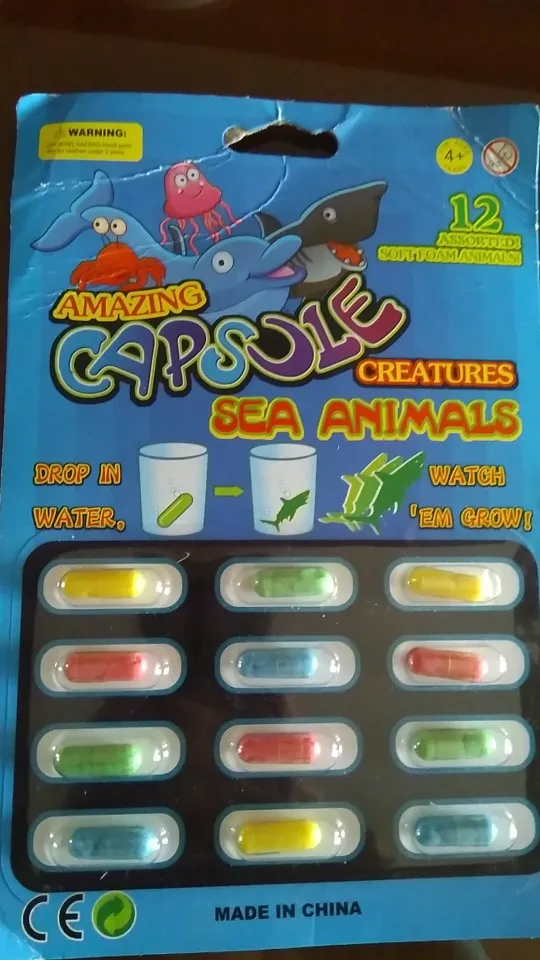 WARNING:
4+
12
ASSORTED!
SOFT FOAM ANIMALS!
AMAZING
CAPSULE
CREATURES
SEA ANIMALS
DROP IN
WATER,
WATCH
'EM GROW!
CE
MADE IN CHINA